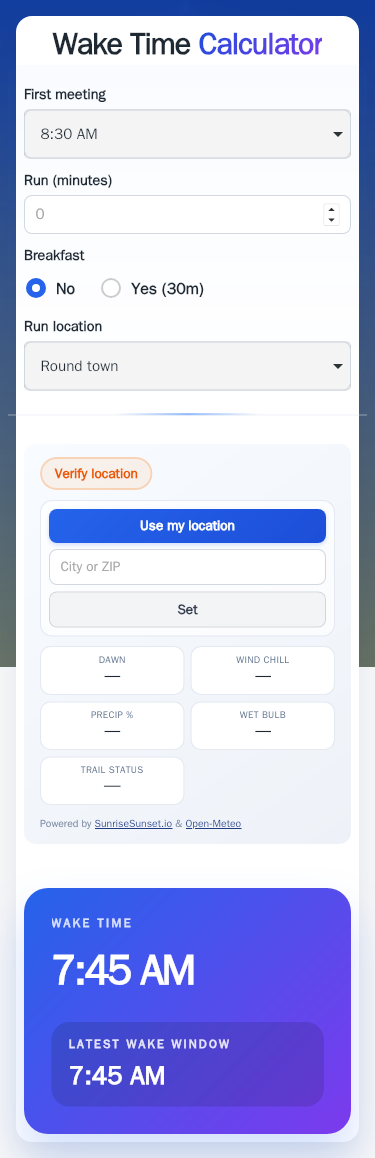 Wake Time Calculator
First meeting
8:30 AM
Run (minutes)
0
Breakfast
No Yes (30m)
Run location
Round town
Verify location
Use my location
City or ZIP
Set
DAWN WIND CHILL
— —
PRECIP % WET BULB
— —
TRAIL STATUS
—
Powered by SunriseSunset.io & Open-Meteo
WAKE TIME
7:45 AM
LATEST WAKE WINDOW
7:45 AM